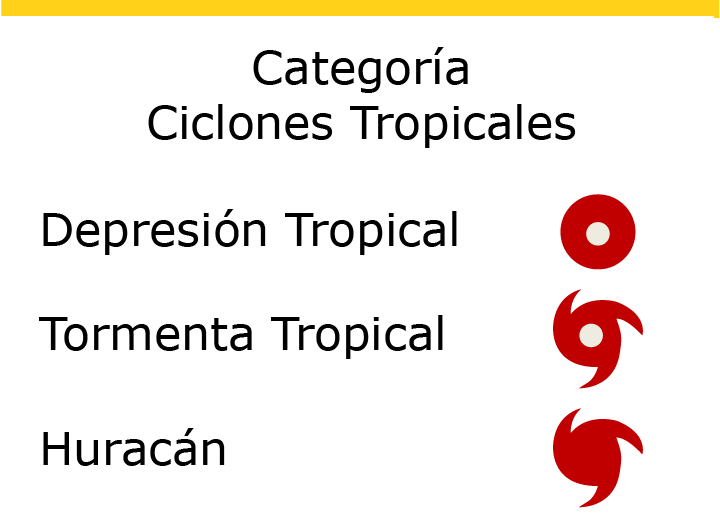 Categoría
Ciclones Tropicales
Depresión Tropical
Tormenta Tropical
Huracán